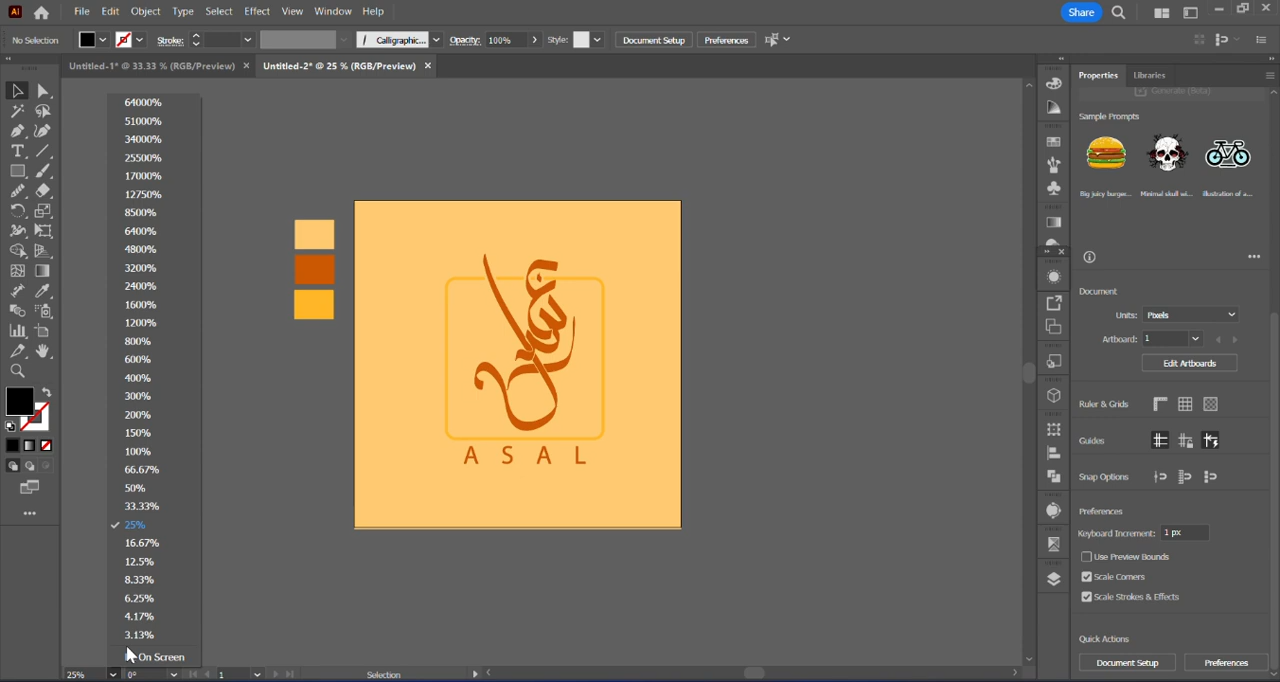 File Edit Object Type Select Effect View Window Help
Share
No Selection Stroke: Calligraphic... Opacity: 100% Style: Document Setup Preferences
Untitled-1* @ 33.33 % (RGB/Preview) Untitled-2* @ 25 % (RGB/Preview)
64000%
51000%
34000%
25500%
17000%
12750%
8500%
6400%
4800%
3200%
2400%
1600%
1200%
800%
600%
400%
300%
200%
150%
100%
66.67%
50%
33.33%
25%
16.67%
12.5%
8.33%
6.25%
4.17%
3.13%
On Screen
عسل
A S A L
Properties Libraries
Generate (Beta)
Sample Prompts
Big juicy burge... Minimal skull wi... illustration of a...
Document
Units: Pixels
Artboard: 1
Edit Artboards
Ruler & Grids
Guides
Snap Options
Preferences
Keyboard Increment: 1 px
Use Preview Bounds
Scale Corners
Scale Strokes & Effects
Quick Actions
Document Setup Preferences
25% 0° 1 Selection